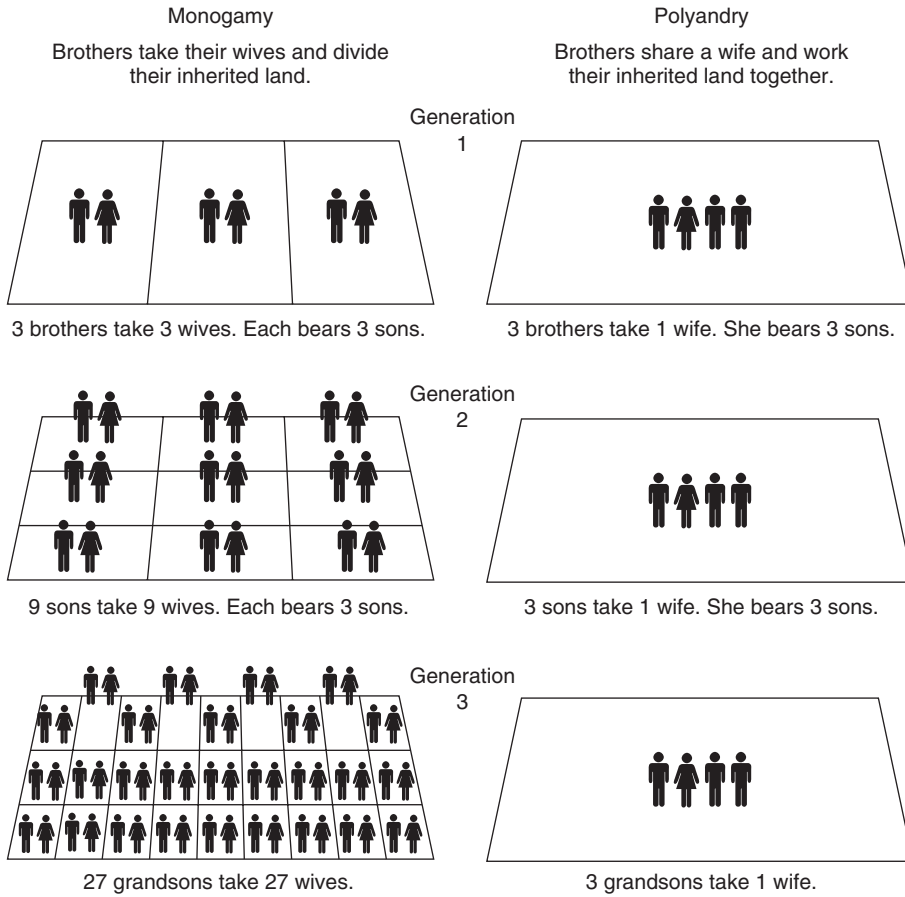 Monogamy
Brothers take their wives and divide
their inherited land.
Polyandry
Brothers share a wife and work
their inherited land together.
Generation
1
3 brothers take 3 wives. Each bears 3 sons.
3 brothers take 1 wife. She bears 3 sons.
Generation
2
9 sons take 9 wives. Each bears 3 sons.
3 sons take 1 wife. She bears 3 sons.
Generation
3
27 grandsons take 27 wives.
3 grandsons take 1 wife.